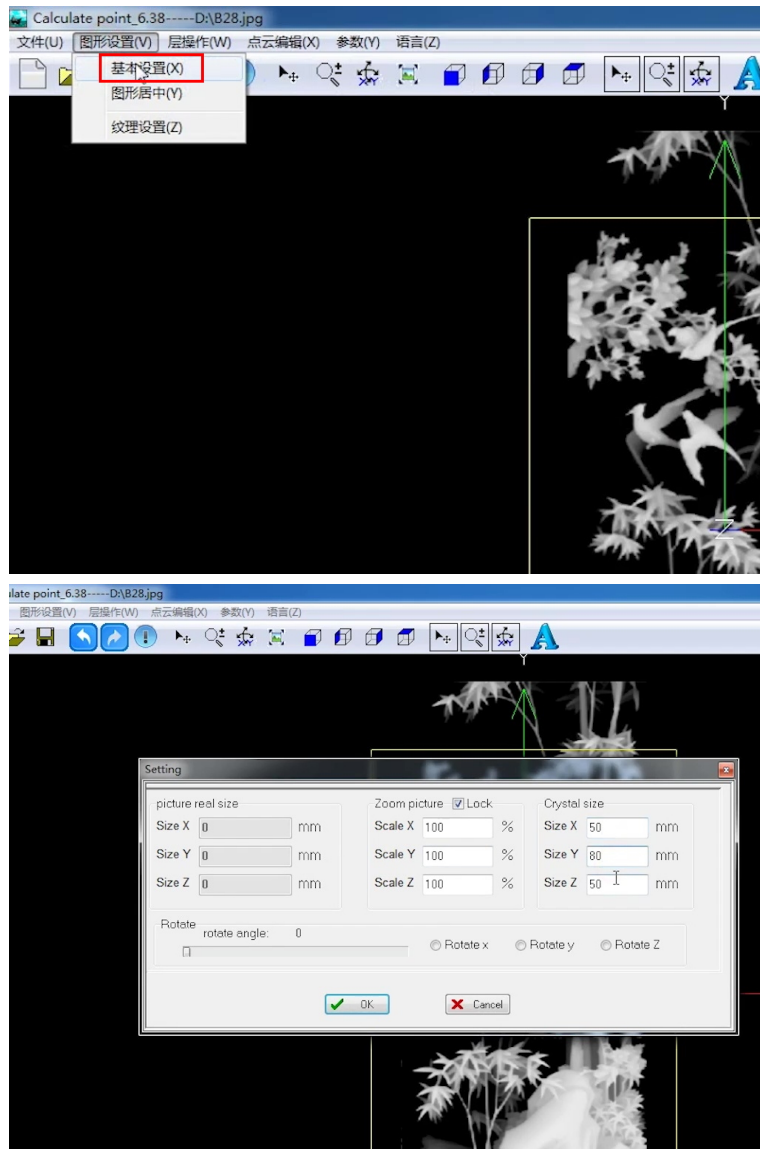 Calculate point_6.38-----D:\B28.jpg
文件(U) 图形设置(V) 层操作(W) 点云编辑(X) 参数(Y) 语言(Z)
基本设置(X)
图形居中(Y)
纹理设置(Z)
XWY
XWY
A
Y
Z
ulate point_6.38-----D:\B28.jpg
图形设置(V) 层操作(W) 点云编辑(X) 参数(Y) 语言(Z)
XWY
XWY
A
Y
Setting
picture real size Zoom picture Lock Crystal size
Size X 0 mm Scale X 100 % Size X 50 mm
Size Y 0 mm Scale Y 100 % Size Y 80 mm
Size Z 0 mm Scale Z 100 % Size Z 50 mm
Rotate
rotate angle: 0
Rotate x Rotate y Rotate Z
OK Cancel